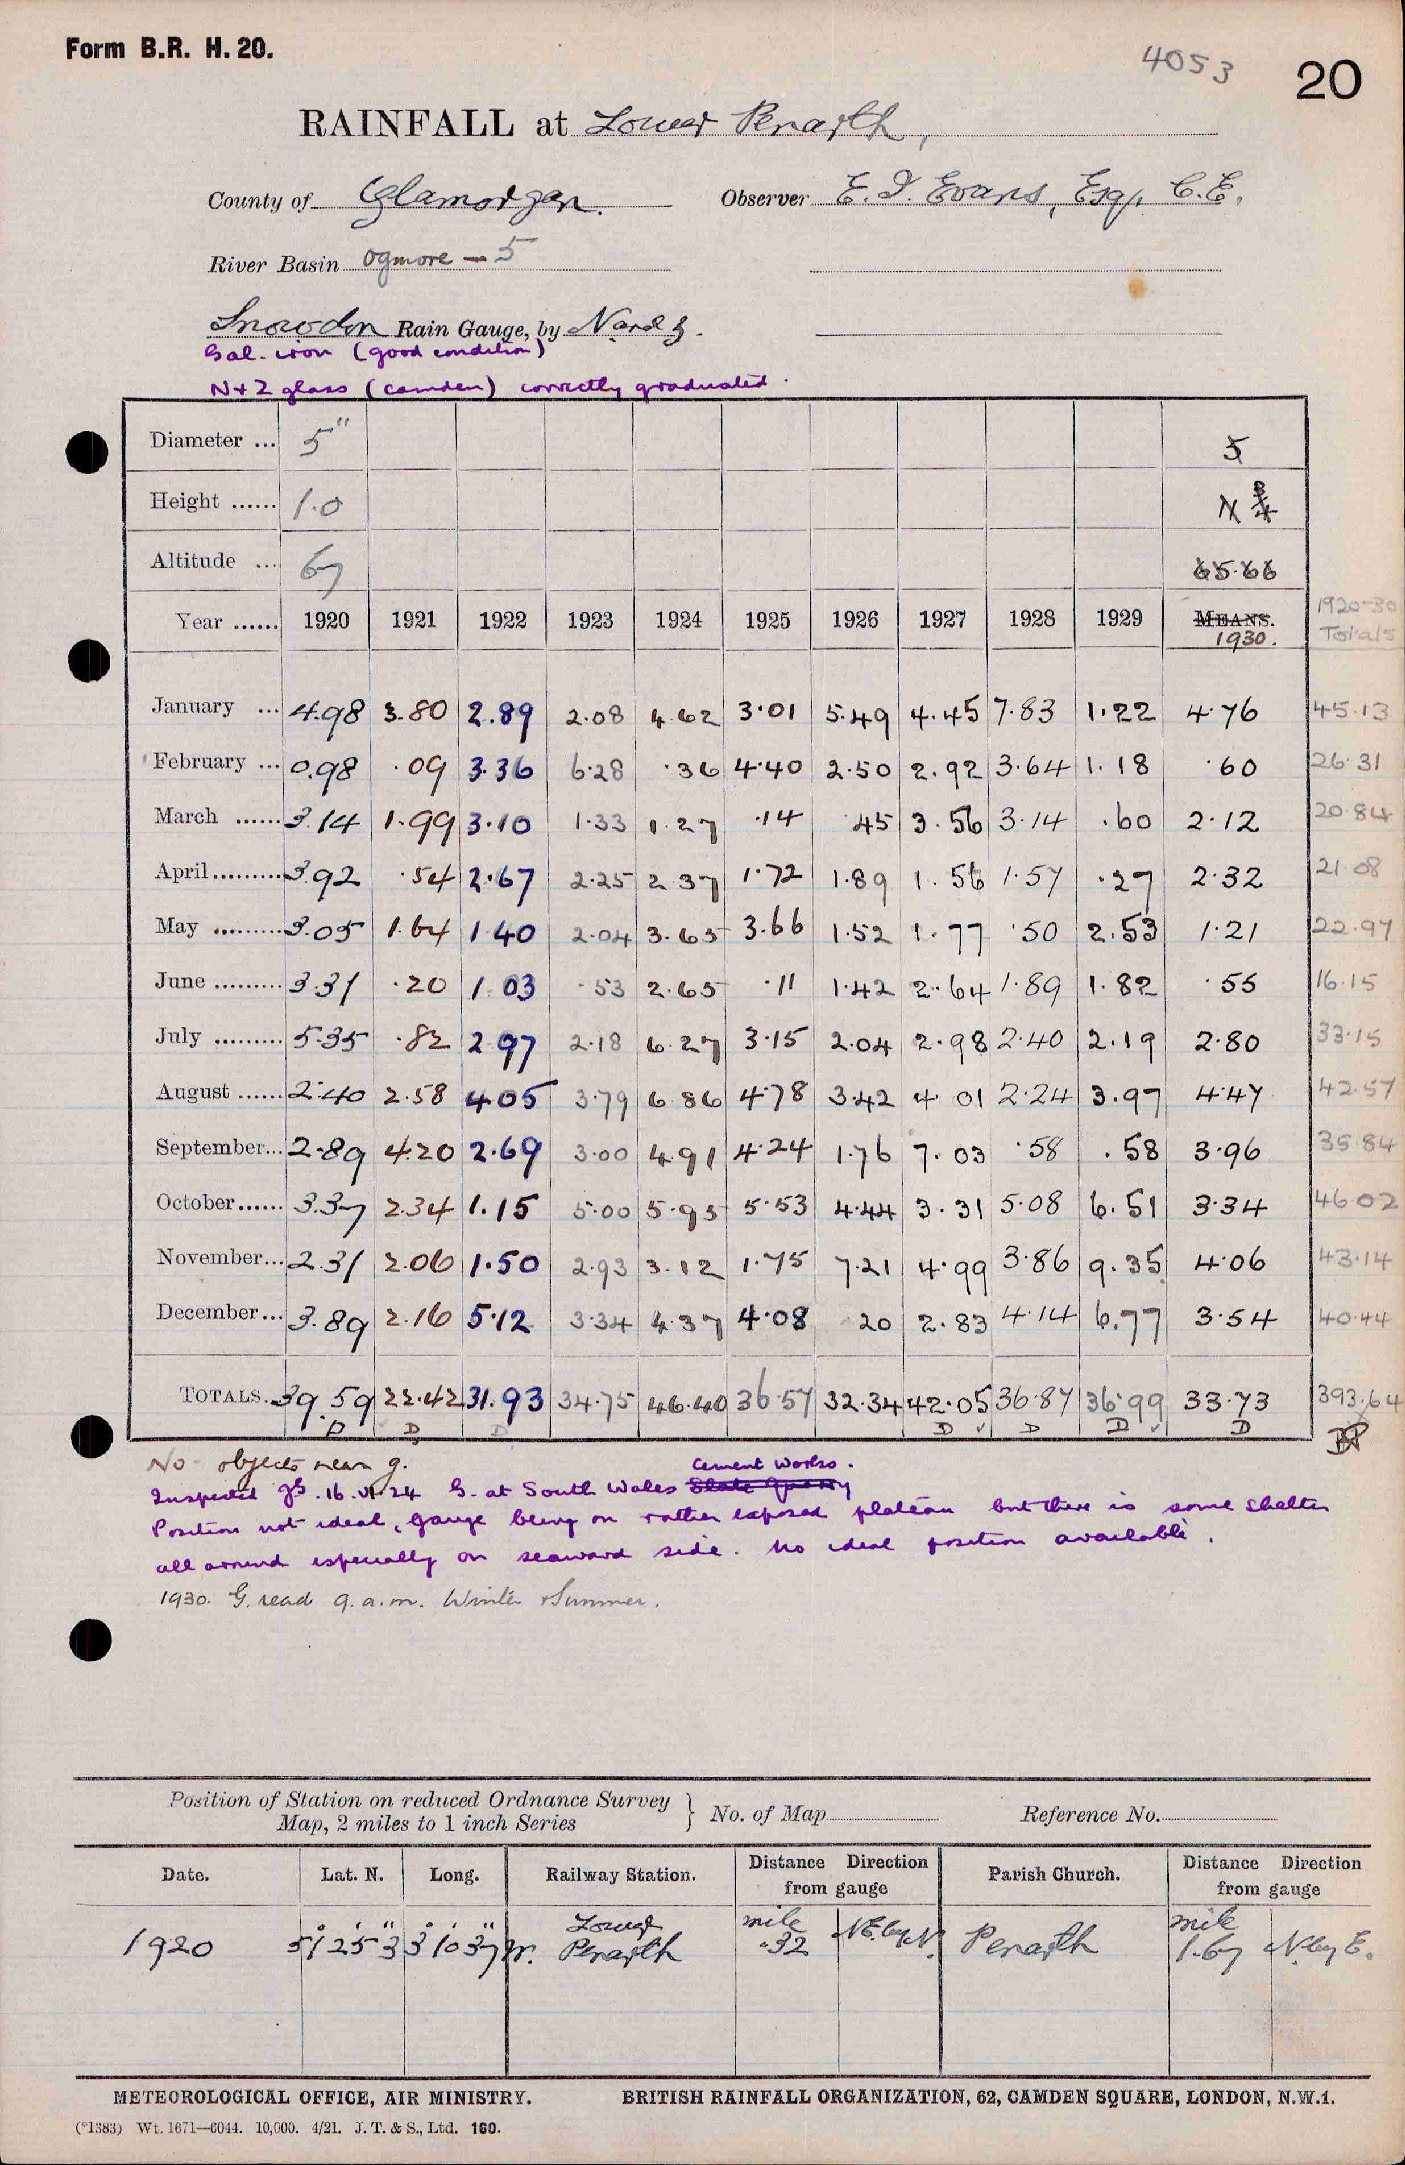 Form B.R. H. 20.
4053
20
RAINFALL at Lower Penarth,
County of Glamorgan. Observer E. I. Evans, Esq., C.E.
River Basin Ogmore — 5
Snowdon Rain Gauge, by N and Z.
Gal. iron (good condition)
N + Z glass (Camden) correctly graduated.
Diameter ... 5" 5
Height ...... 1.0
Altitude ... 67
Year ...... 1920 1921 1922 1923 1924 1925 1926 1927 1928 1929 MEANS. 1930. 1920-30 Totals
January ... 4.98 3.80 2.89 2.08 4.62 3.01 5.49 4.45 7.83 1.22 4.76 45.13
February ... 0.98 .09 3.36 6.28 .36 4.40 2.50 2.92 3.64 1.18 .60 26.31
March ...... 3.14 1.99 3.10 1.33 1.27 .14 .45 3.56 3.14 .60 2.12 20.84
April......... 3.92 .54 2.67 2.25 2.37 1.72 1.89 1.56 1.57 .27 2.32 21.08
May ......... 3.05 1.64 1.40 2.04 3.65 3.66 1.52 1.77 .50 2.53 1.21 22.97
June ......... 3.31 .20 1.03 .53 2.65 .11 1.42 2.64 1.89 1.82 .55 16.15
July ......... 5.35 .82 2.97 2.18 6.27 3.15 2.04 2.98 2.40 2.19 2.80 33.15
August ...... 2.40 2.58 4.05 3.79 6.86 4.78 3.42 4.01 2.24 3.97 4.47 42.57
September... 2.89 4.20 2.69 3.00 4.91 4.24 1.76 7.03 .58 .58 3.96 35.84
October...... 3.37 2.34 1.15 5.00 5.95 5.53 4.44 3.31 5.08 6.51 3.34 46.02
November... 2.31 2.06 1.50 2.93 3.12 1.75 7.21 4.99 3.86 9.35 4.06 43.14
December... 3.89 2.16 5.12 3.34 4.37 4.08 .20 2.83 4.14 6.77 3.54 40.44
TOTALS. 39.59 22.42 31.93 34.75 46.40 36.57 32.34 42.05 36.87 36.99 33.73 393.64
D D D D D D D
No objects near g.
Cement Works.
Inspected 16.VI.24 G. at South Wales Slate Quarry
Position not ideal, gauge being on rather exposed plateau but there is some shelter
all around especially on seaward side. No ideal position available.
1930. G. read 9 a.m. Winter & Summer.
Position of Station on reduced Ordnance Survey Map, 2 miles to 1 inch Series } No. of Map Reference No.
Date. Lat. N. Long. Railway Station. Distance Direction from gauge Parish Church. Distance Direction from gauge
1920 51° 25' 3" 3° 10' 37" W. Lower Penarth mile .32 N.E. by N. Penarth mile 1.67 N by E.
METEOROLOGICAL OFFICE, AIR MINISTRY. BRITISH RAINFALL ORGANIZATION, 62, CAMDEN SQUARE, LONDON, N.W.1.
(*1383) Wt. 1671—6044. 10,000. 4/21. J. T. & S., Ltd. 160.